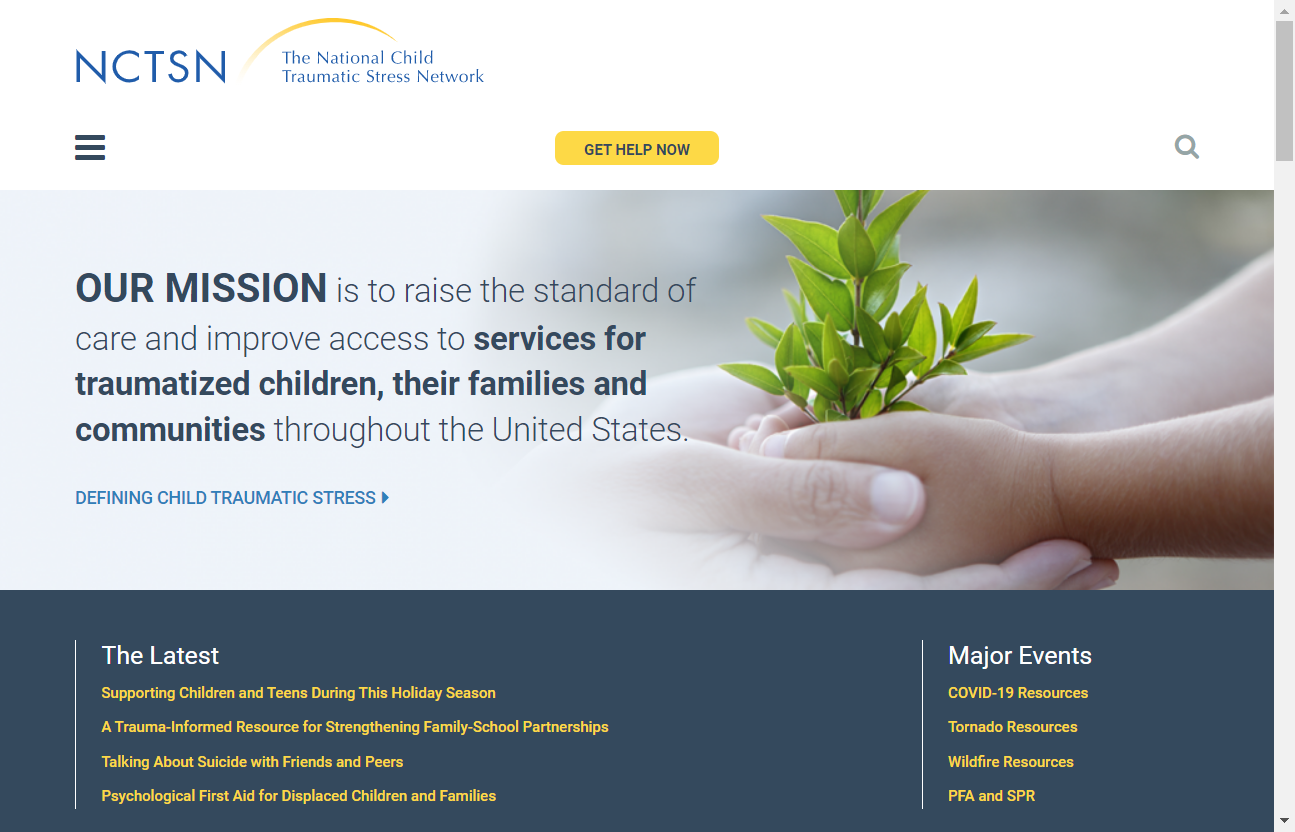 NCTSN
The National Child
Traumatic Stress Network
GET HELP NOW
OUR MISSION is to raise the standard of
care and improve access to services for
traumatized children, their families and
communities throughout the United States.
DEFINING CHILD TRAUMATIC STRESS
The Latest
Supporting Children and Teens During This Holiday Season
A Trauma-Informed Resource for Strengthening Family-School Partnerships
Talking About Suicide with Friends and Peers
Psychological First Aid for Displaced Children and Families
Major Events
COVID-19 Resources
Tornado Resources
Wildfire Resources
PFA and SPR